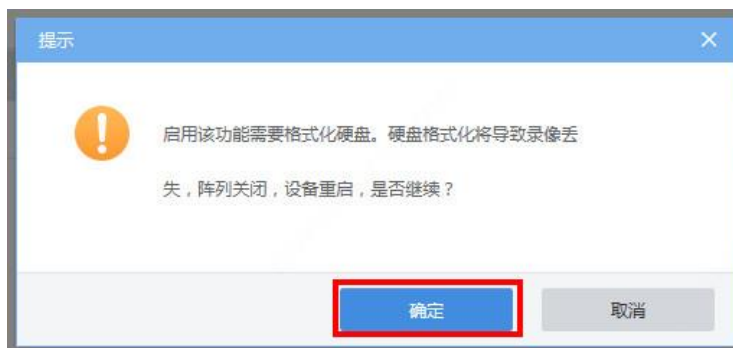 提示
启用该功能需要格式化硬盘。硬盘格式化将导致录像丢
失，阵列关闭，设备重启，是否继续？
确定
取消